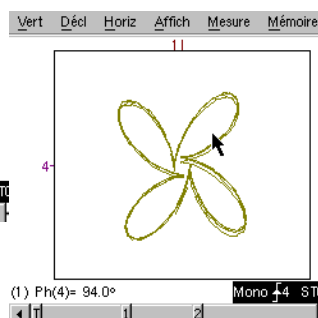 Vert Décl Horiz Affich Mesure Mémoire
1
4
(1) Ph(4)= 94.0° Mono 4 ST
T 1 2